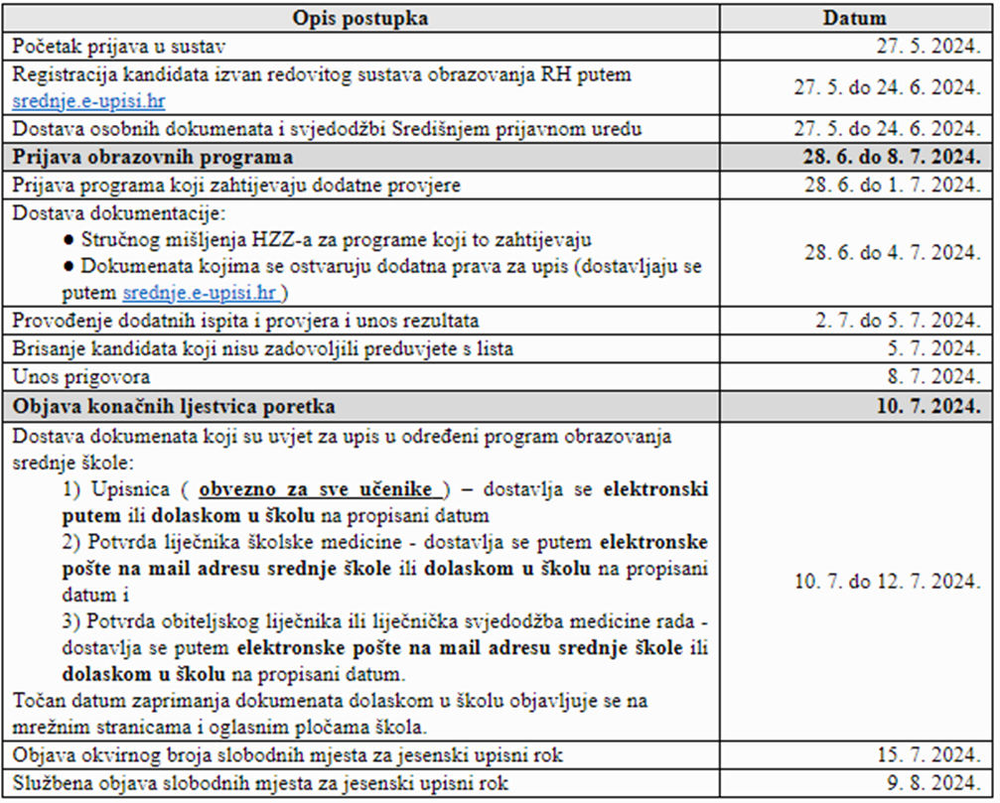 Opis postupka Datum
Početak prijava u sustav 27. 5. 2024.
Registracija kandidata izvan redovitog sustava obrazovanja RH putem
srednje.e-upisi.hr 27. 5. do 24. 6. 2024.
Dostava osobnih dokumenata i svjedodžbi Središnjem prijavnom uredu 27. 5. do 24. 6. 2024.
Prijava obrazovnih programa 28. 6. do 8. 7. 2024.
Prijava programa koji zahtijevaju dodatne provjere 28. 6. do 1. 7. 2024.
Dostava dokumentacije:
● Stručnog mišljenja HZZ-a za programe koji to zahtijevaju
● Dokumenata kojima se ostvaruju dodatna prava za upis (dostavljaju se
putem srednje.e-upisi.hr )
28. 6. do 4. 7. 2024.
Provođenje dodatnih ispita i provjera i unos rezultata 2. 7. do 5. 7. 2024.
Brisanje kandidata koji nisu zadovoljili preduvjete s lista 5. 7. 2024.
Unos prigovora 8. 7. 2024.
Objava konačnih ljestvica poretka 10. 7. 2024.
Dostava dokumenata koji su uvjet za upis u određeni program obrazovanja
srednje škole:
1) Upisnica ( obvezno za sve učenike ) – dostavlja se elektronski
putem ili dolaskom u školu na propisani datum
2) Potvrda liječnika školske medicine - dostavlja se putem elektronske
pošte na mail adresu srednje škole ili dolaskom u školu na propisani
datum i
3) Potvrda obiteljskog liječnika ili liječnička svjedodžba medicine rada -
dostavlja se putem elektronske pošte na mail adresu srednje škole ili
dolaskom u školu na propisani datum.
Točan datum zaprimanja dokumenata dolaskom u školu objavljuje se na
mrežnim stranicama i oglasnim pločama škola.
10. 7. do 12. 7. 2024.
Objava okvirnog broja slobodnih mjesta za jesenski upisni rok 15. 7. 2024.
Službena objava slobodnih mjesta za jesenski upisni rok 9. 8. 2024.